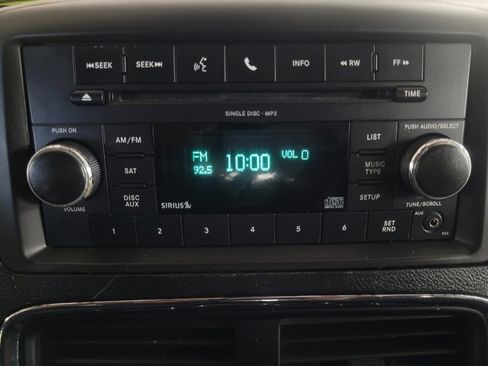 SEEK SEEK INFO RW FF
TIME
SINGLE DISC • MP3
PUSH ON
PUSH AUDIO/SELECT
AM/FM
LIST
FM 10:00 VOL 0
92.5
SAT
MUSIC TYPE
DISC AUX
SETUP
VOLUME
SIRIUS
TUNE/SCROLL
1 2 3 4 5 6 SET RND
AUX